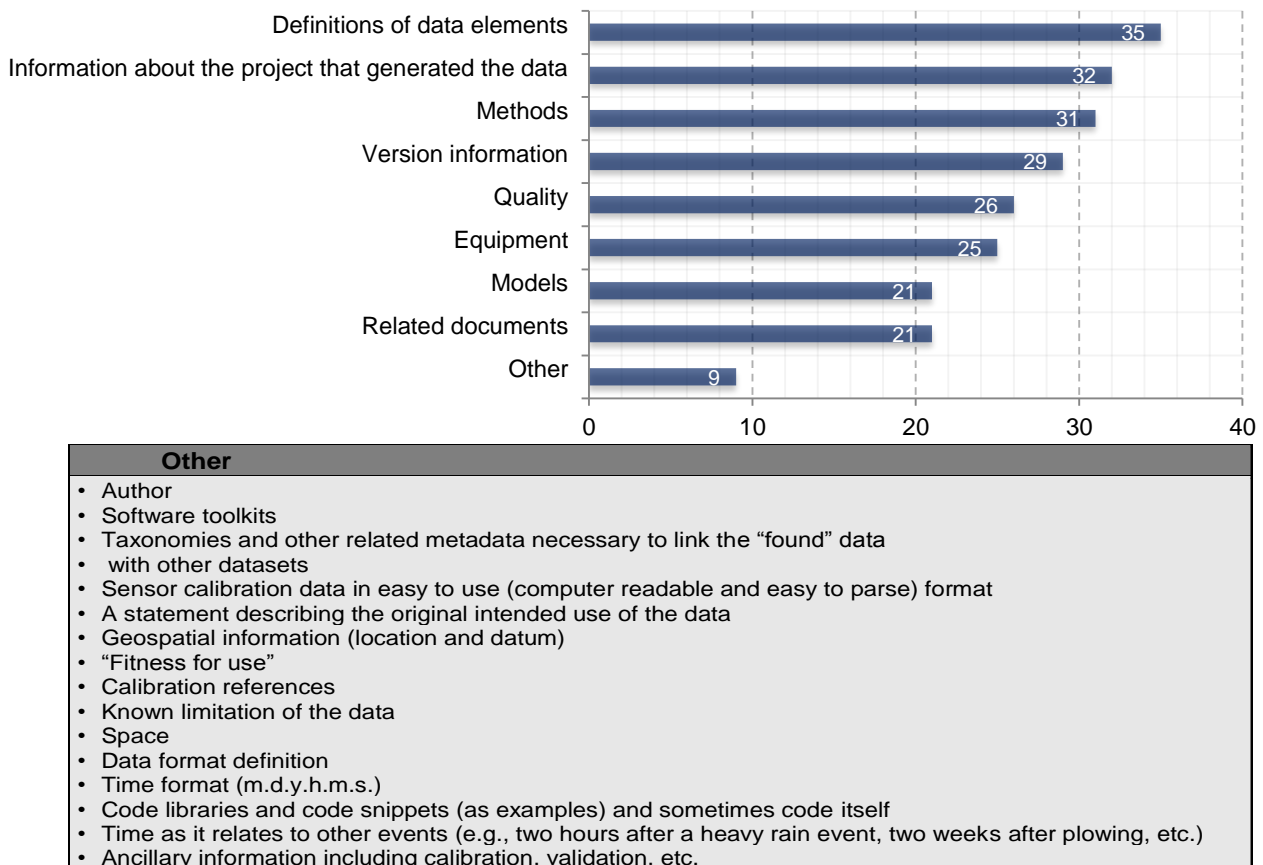 Definitions of data elements
35
Information about the project that generated the data
32
Methods
31
Version information
29
Quality
26
Equipment
25
Models
21
Related documents
21
Other
9
0 10 20 30 40
Other
• Author
• Software toolkits
• Taxonomies and other related metadata necessary to link the “found” data
• with other datasets
• Sensor calibration data in easy to use (computer readable and easy to parse) format
• A statement describing the original intended use of the data
• Geospatial information (location and datum)
• “Fitness for use”
• Calibration references
• Known limitation of the data
• Space
• Data format definition
• Time format (m.d.y.h.m.s.)
• Code libraries and code snippets (as examples) and sometimes code itself
• Time as it relates to other events (e.g., two hours after a heavy rain event, two weeks after plowing, etc.)
• Ancillary information including calibration, validation, etc.